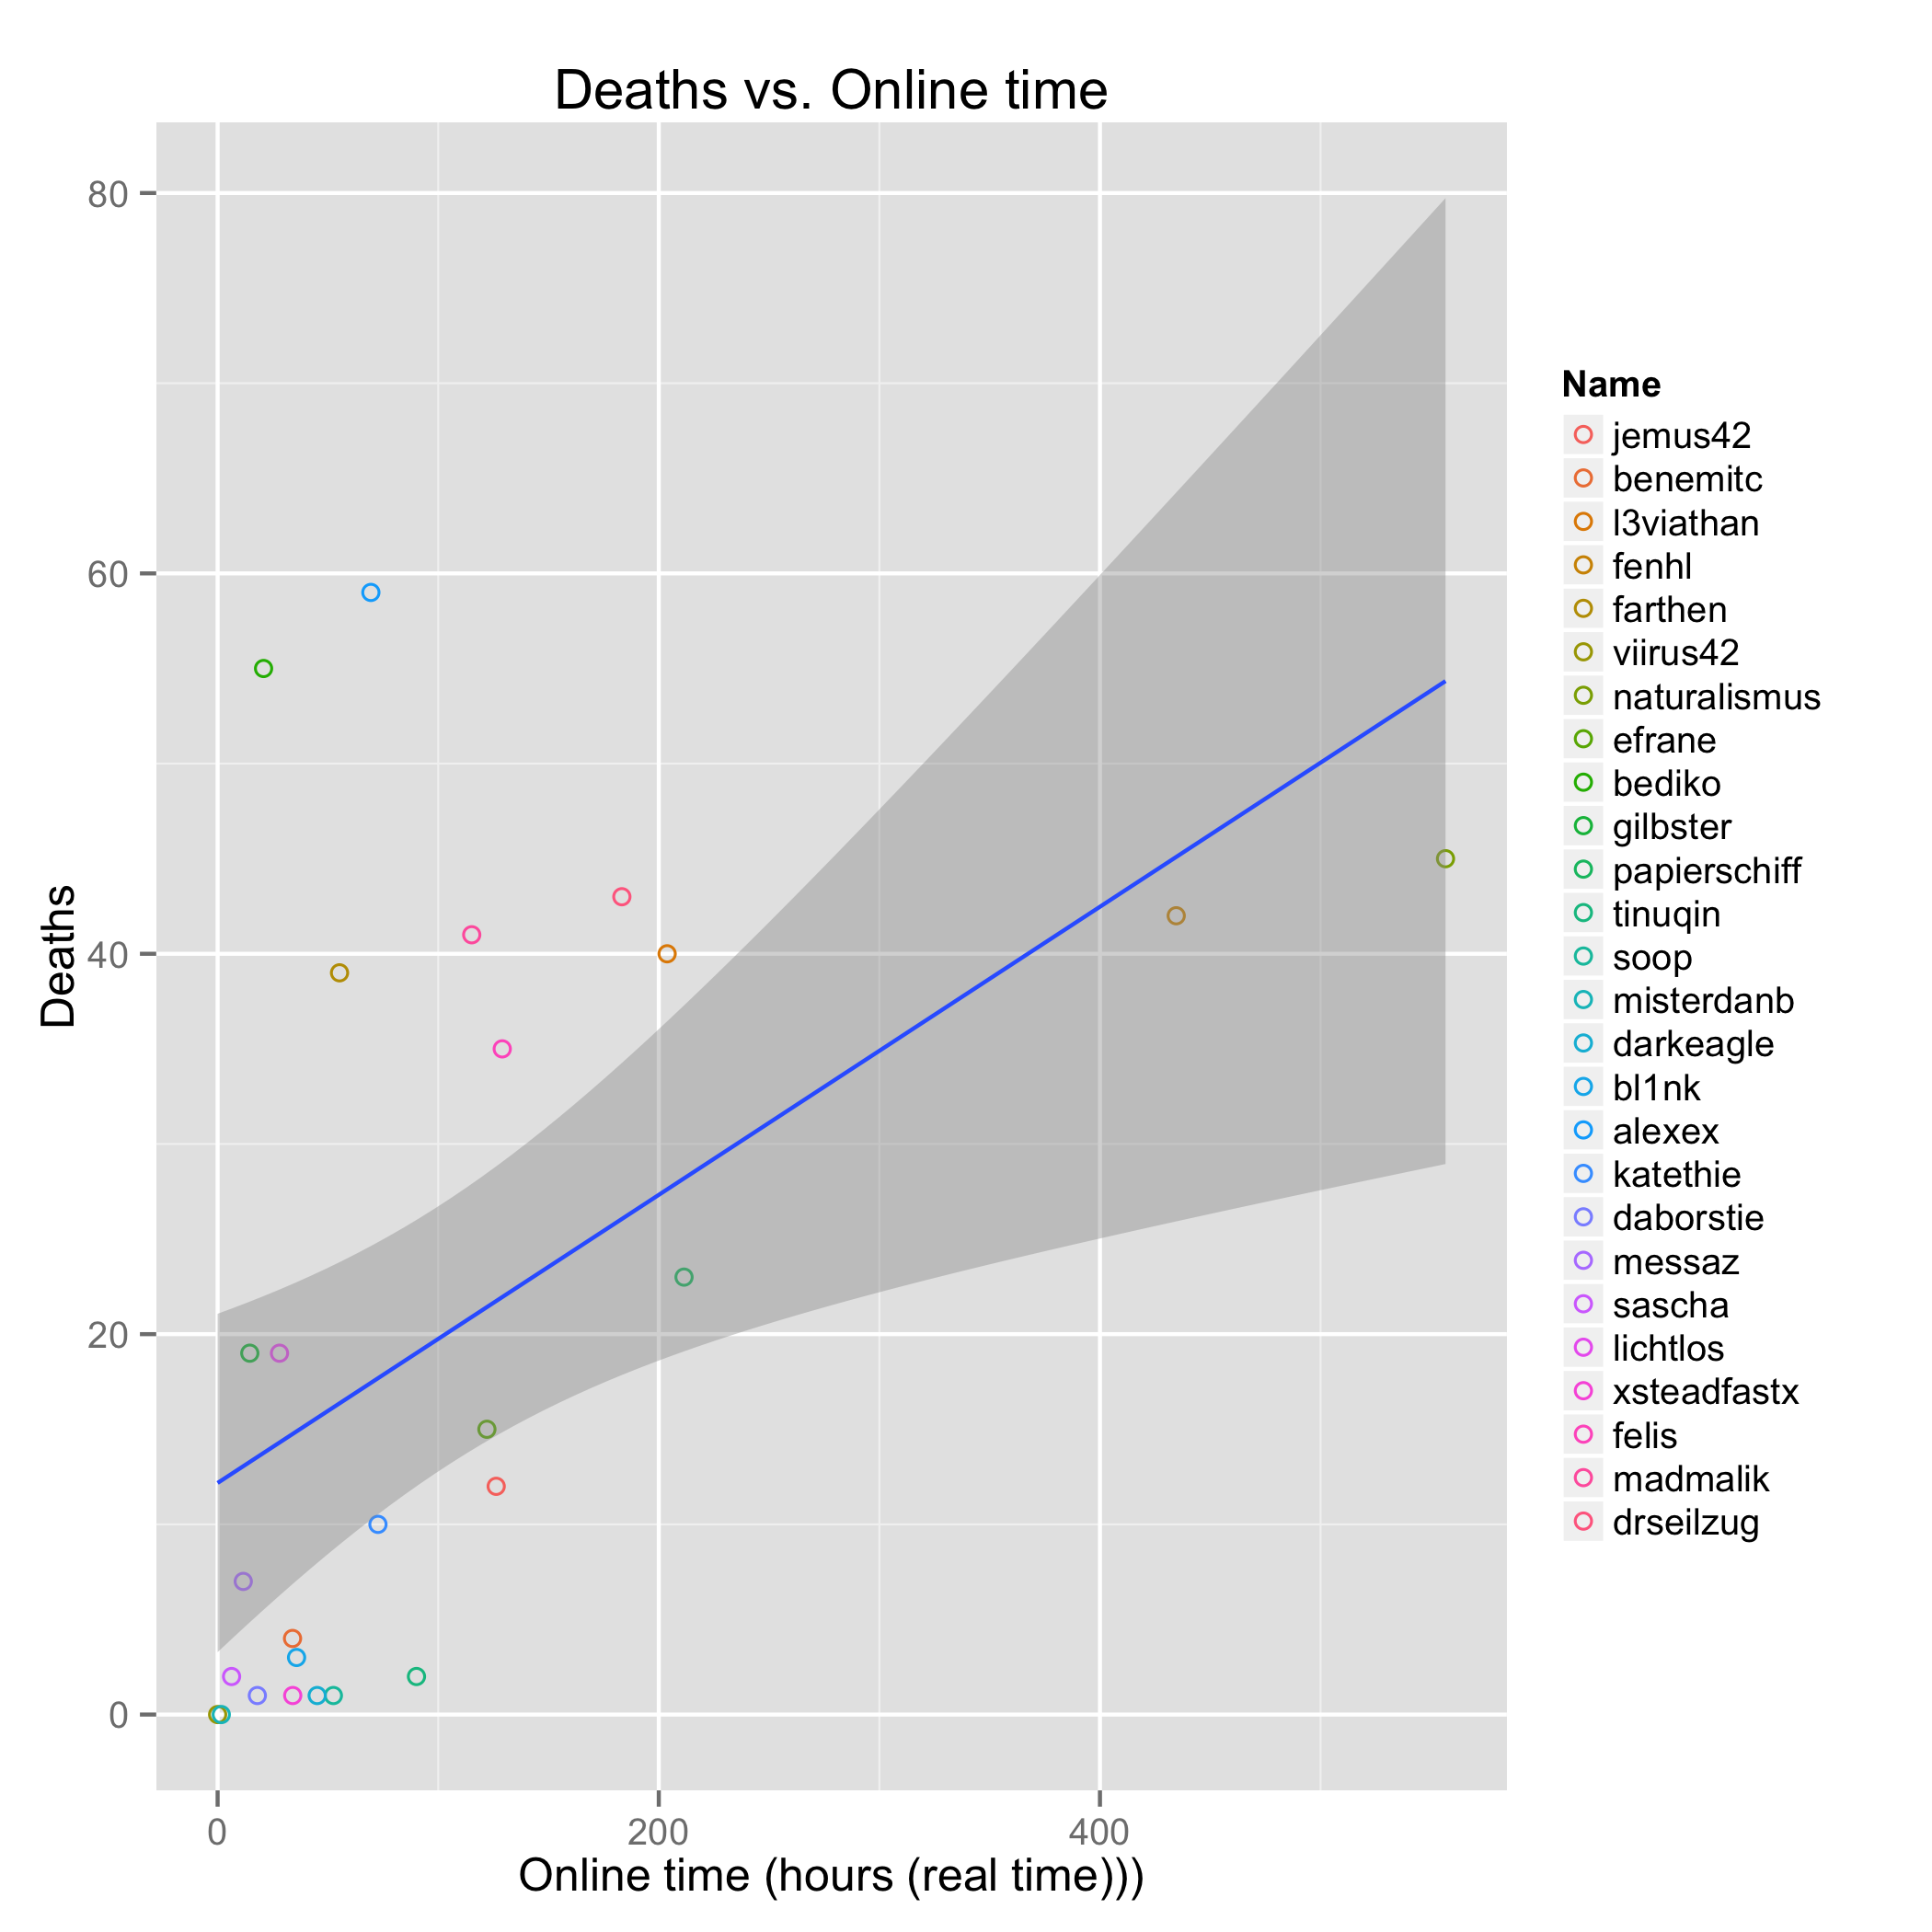 Deaths vs. Online time
80
60
40
20
0
Deaths
0 200 400
Online time (hours (real time)))
Name
jemus42
benemitc
l3viathan
fenhl
farthen
viirus42
naturalismus
efrane
bediko
gilbster
papierschiff
tinuqin
soop
misterdanb
darkeagle
bl1nk
alexex
katethie
daborstie
messaz
sascha
lichtlos
xsteadfastx
felis
madmalik
drseilzug